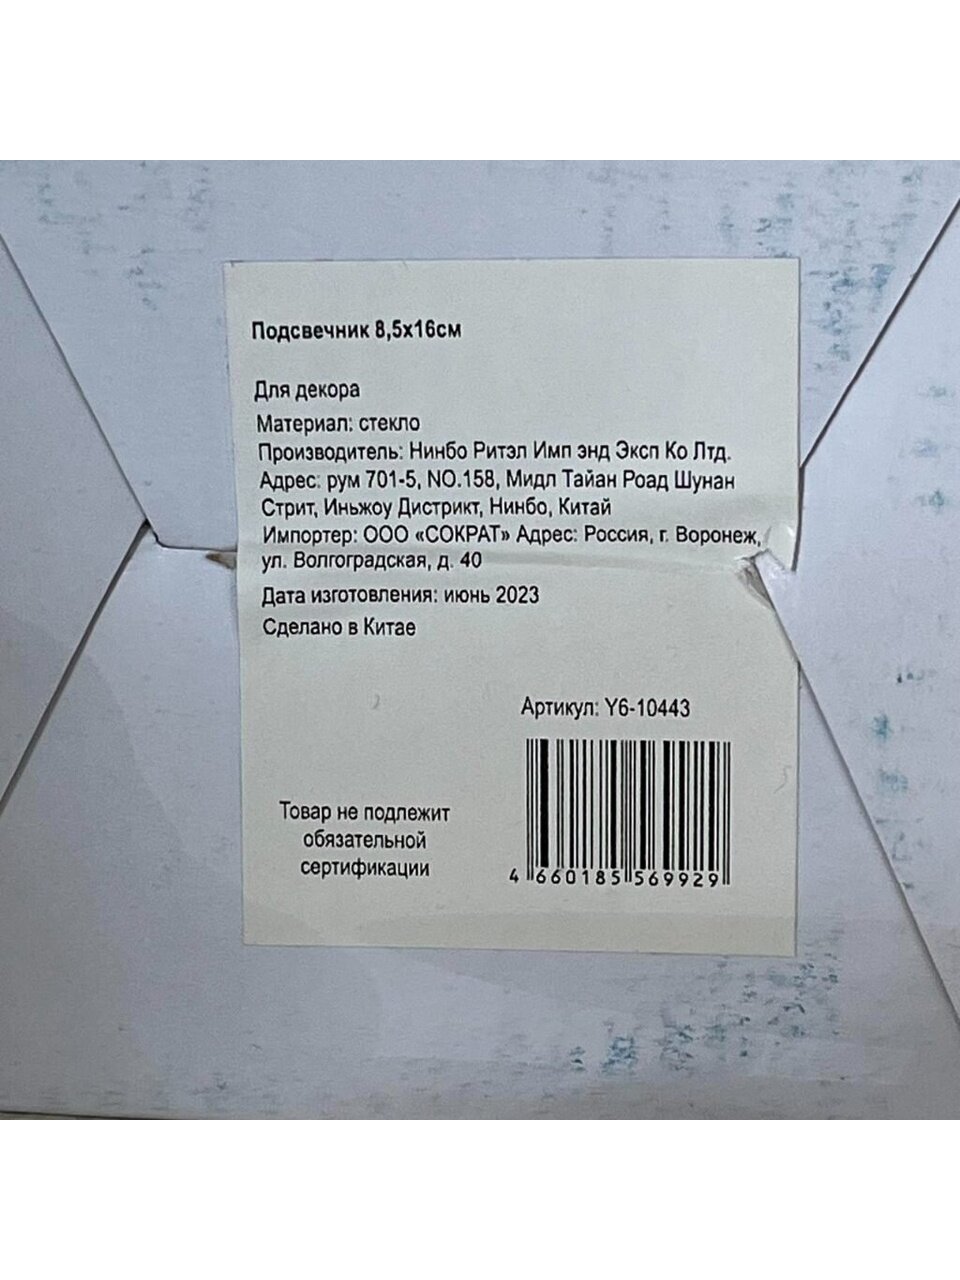 Подсвечник 8,5х16см
Для декора
Материал: стекло
Производитель: Нинбо Ритэл Имп энд Эксп Ко Лтд.
Адрес: рум 701-5, NO.158, Мидл Тайан Роад Шунан
Стрит, Иньжоу Дистрикт, Нинбо, Китай
Импортер: ООО «СОКРАТ» Адрес: Россия, г. Воронеж,
ул. Волгоградская, д. 40
Дата изготовления: июнь 2023
Сделано в Китае
Артикул: Y6-10443
Товар не подлежит
обязательной
сертификации
4 660185 569929